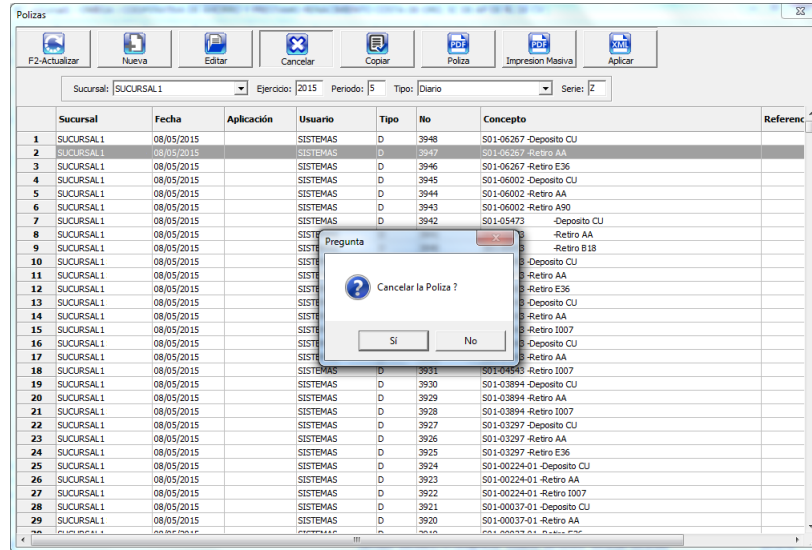 Polizas
F2-Actualizar Nueva Editar Cancelar Copiar PDF Poliza PDF Impresion Masiva XML Aplicar
Sucursal: SUCURSAL1 Ejercicio: 2015 Periodo: 5 Tipo: Diario Serie: Z
Sucursal Fecha Aplicación Usuario Tipo No Concepto Referenc
1 SUCURSAL1 08/05/2015 SISTEMAS D 3948 S01-06267 -Deposito CU
2 SUCURSAL1 08/05/2015 SISTEMAS D 3947 S01-06267 -Retiro AA
3 SUCURSAL1 08/05/2015 SISTEMAS D 3946 S01-06267 -Retiro E36
4 SUCURSAL1 08/05/2015 SISTEMAS D 3945 S01-06002 -Deposito CU
5 SUCURSAL1 08/05/2015 SISTEMAS D 3944 S01-06002 -Retiro AA
6 SUCURSAL1 08/05/2015 SISTEMAS D 3943 S01-06002 -Retiro A90
7 SUCURSAL1 08/05/2015 SISTEMAS D 3942 S01-05473 -Deposito CU
8 SUCURSAL1 08/05/2015 -Retiro AA
9 SUCURSAL1 08/05/2015 -Retiro B18
10 SUCURSAL1 08/05/2015 -Deposito CU
11 SUCURSAL1 08/05/2015 -Retiro AA
12 SUCURSAL1 08/05/2015 -Retiro E36
13 SUCURSAL1 08/05/2015 -Deposito CU
14 SUCURSAL1 08/05/2015 -Retiro AA
15 SUCURSAL1 08/05/2015 -Retiro I007
16 SUCURSAL1 08/05/2015 -Deposito CU
17 SUCURSAL1 08/05/2015 -Retiro AA
18 SUCURSAL1 08/05/2015 SISTEMAS D 3931 S01-04543 -Retiro I007
19 SUCURSAL1 08/05/2015 SISTEMAS D 3930 S01-03894 -Deposito CU
20 SUCURSAL1 08/05/2015 SISTEMAS D 3929 S01-03894 -Retiro AA
21 SUCURSAL1 08/05/2015 SISTEMAS D 3928 S01-03894 -Retiro I007
22 SUCURSAL1 08/05/2015 SISTEMAS D 3927 S01-03297 -Deposito CU
23 SUCURSAL1 08/05/2015 SISTEMAS D 3926 S01-03297 -Retiro AA
24 SUCURSAL1 08/05/2015 SISTEMAS D 3925 S01-03297 -Retiro E36
25 SUCURSAL1 08/05/2015 SISTEMAS D 3924 S01-00224-01 -Deposito CU
26 SUCURSAL1 08/05/2015 SISTEMAS D 3923 S01-00224-01 -Retiro AA
27 SUCURSAL1 08/05/2015 SISTEMAS D 3922 S01-00224-01 -Retiro I007
28 SUCURSAL1 08/05/2015 SISTEMAS D 3921 S01-00037-01 -Deposito CU
29 SUCURSAL1 08/05/2015 SISTEMAS D 3920 S01-00037-01 -Retiro AA
Pregunta
Cancelar la Poliza ?
Sí No